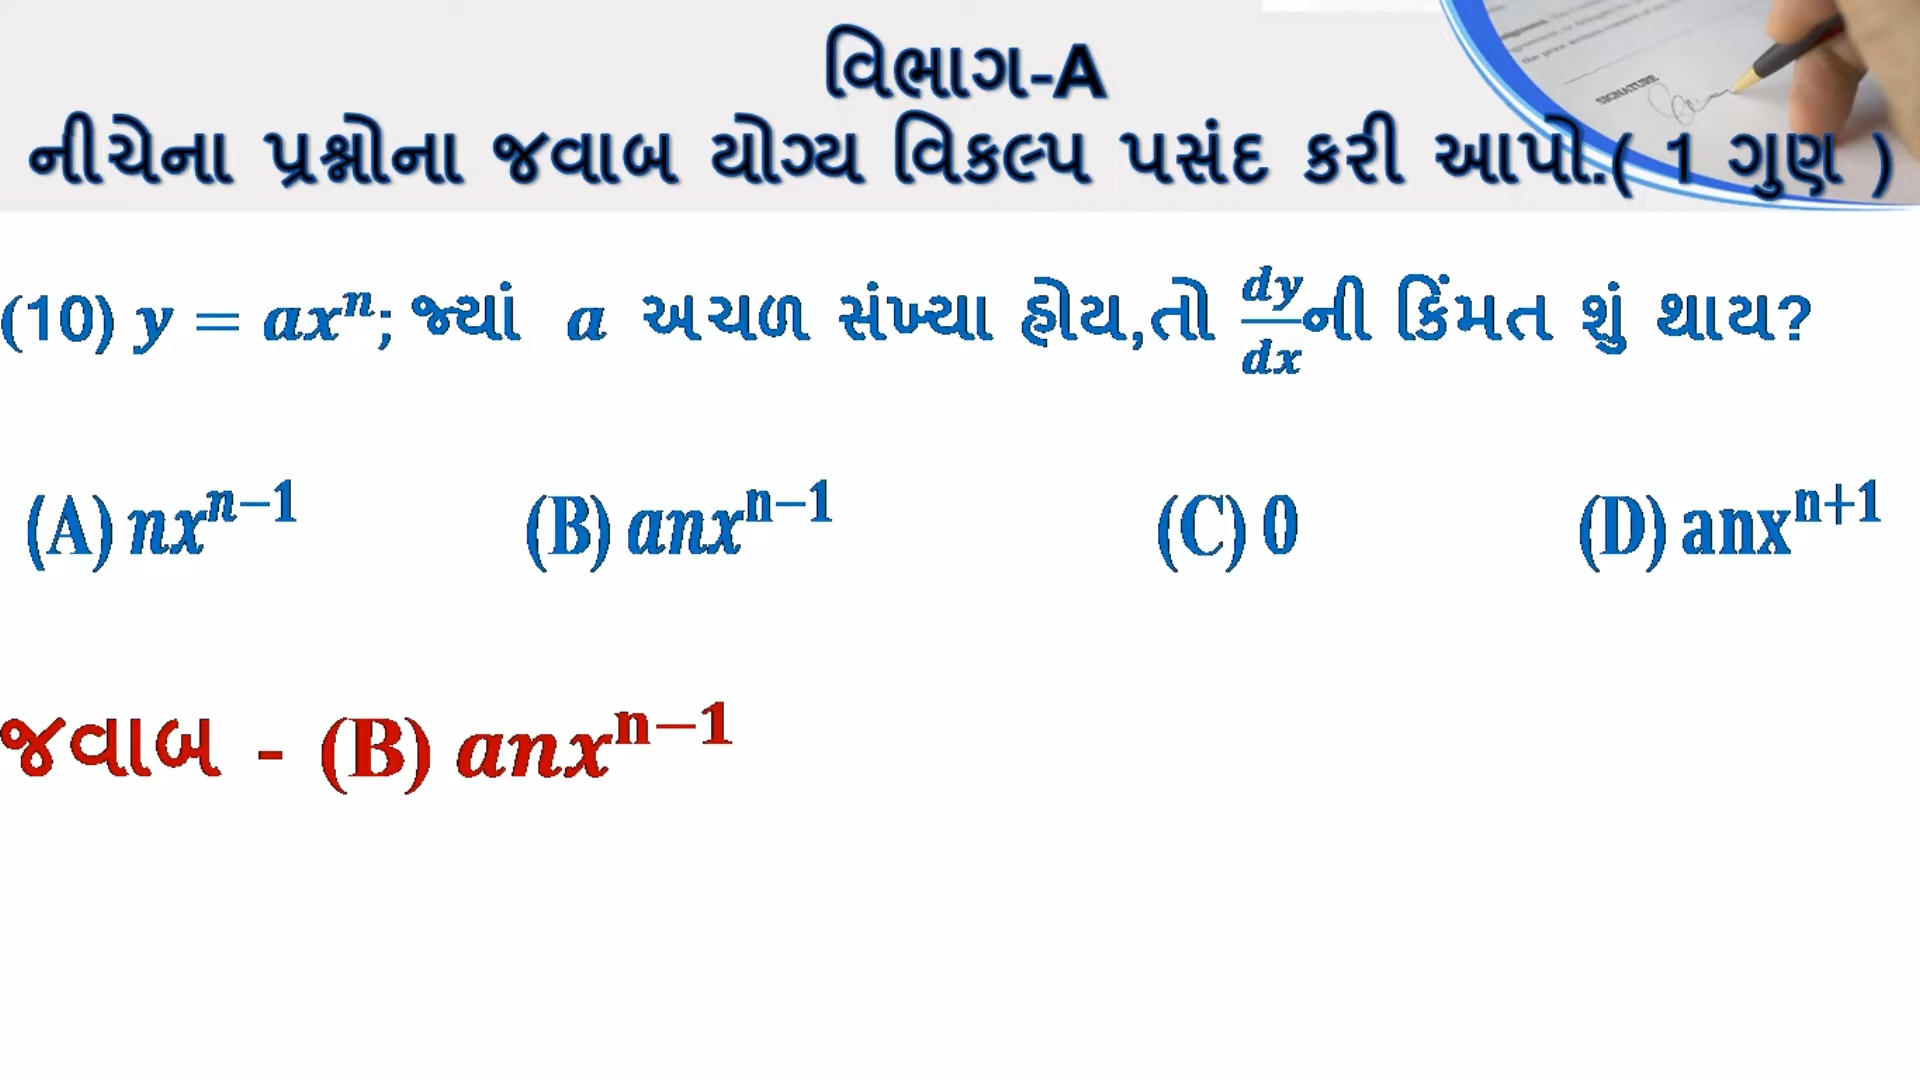 વિભાગ-A
નીચેના પ્રશ્નોના જવાબ યોગ્ય વિકલ્પ પસંદ કરી આપો.( 1 ગુણ )
SIGNATURE
(10) y = axⁿ; જ્યાં a અચળ સંખ્યા હોય,તો dy/dx ની કિંમત શું થાય?
(A) nxⁿ⁻¹ (B) anxⁿ⁻¹ (C) 0 (D) anxⁿ⁺¹
જવાબ - (B) anxⁿ⁻¹